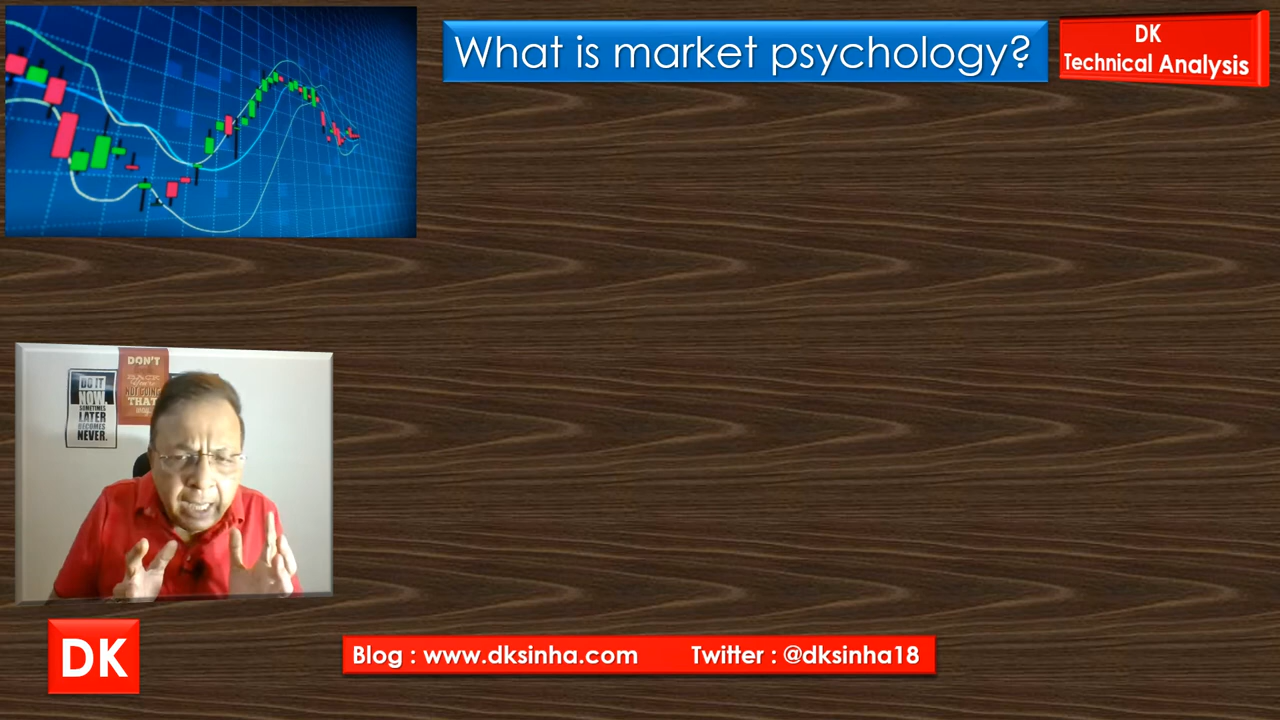 What is market psychology?
DK
Technical Analysis
DON'T
THAT
DO IT
NOW.
SOMETIMES
LATER
BECOMES
NEVER.
DK
Blog : www.dksinha.com Twitter : @dksinha18